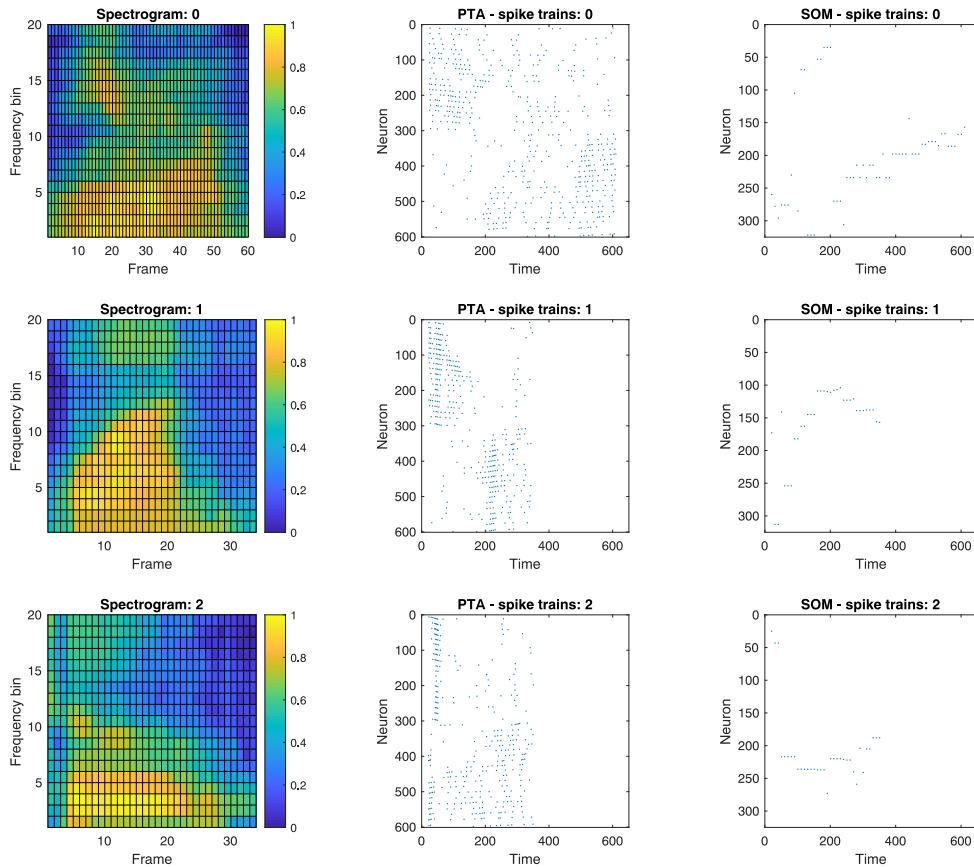 Spectrogram: 0
20
15
10
5
Frequency bin
10 20 30 40 50 60
Frame
1
0.8
0.6
0.4
0.2
0
PTA - spike trains: 0
0
100
200
300
400
500
600
Neuron
0 200 400 600
Time
SOM - spike trains: 0
0
50
100
150
200
250
300
Neuron
0 200 400 600
Time
Spectrogram: 1
20
15
10
5
Frequency bin
10 20 30
Frame
1
0.8
0.6
0.4
0.2
0
PTA - spike trains: 1
0
100
200
300
400
500
600
Neuron
0 200 400 600
Time
SOM - spike trains: 1
0
50
100
150
200
250
300
Neuron
0 200 400 600
Time
Spectrogram: 2
20
15
10
5
Frequency bin
10 20 30
Frame
1
0.8
0.6
0.4
0.2
0
PTA - spike trains: 2
0
100
200
300
400
500
600
Neuron
0 200 400 600
Time
SOM - spike trains: 2
0
50
100
150
200
250
300
Neuron
0 200 400 600
Time